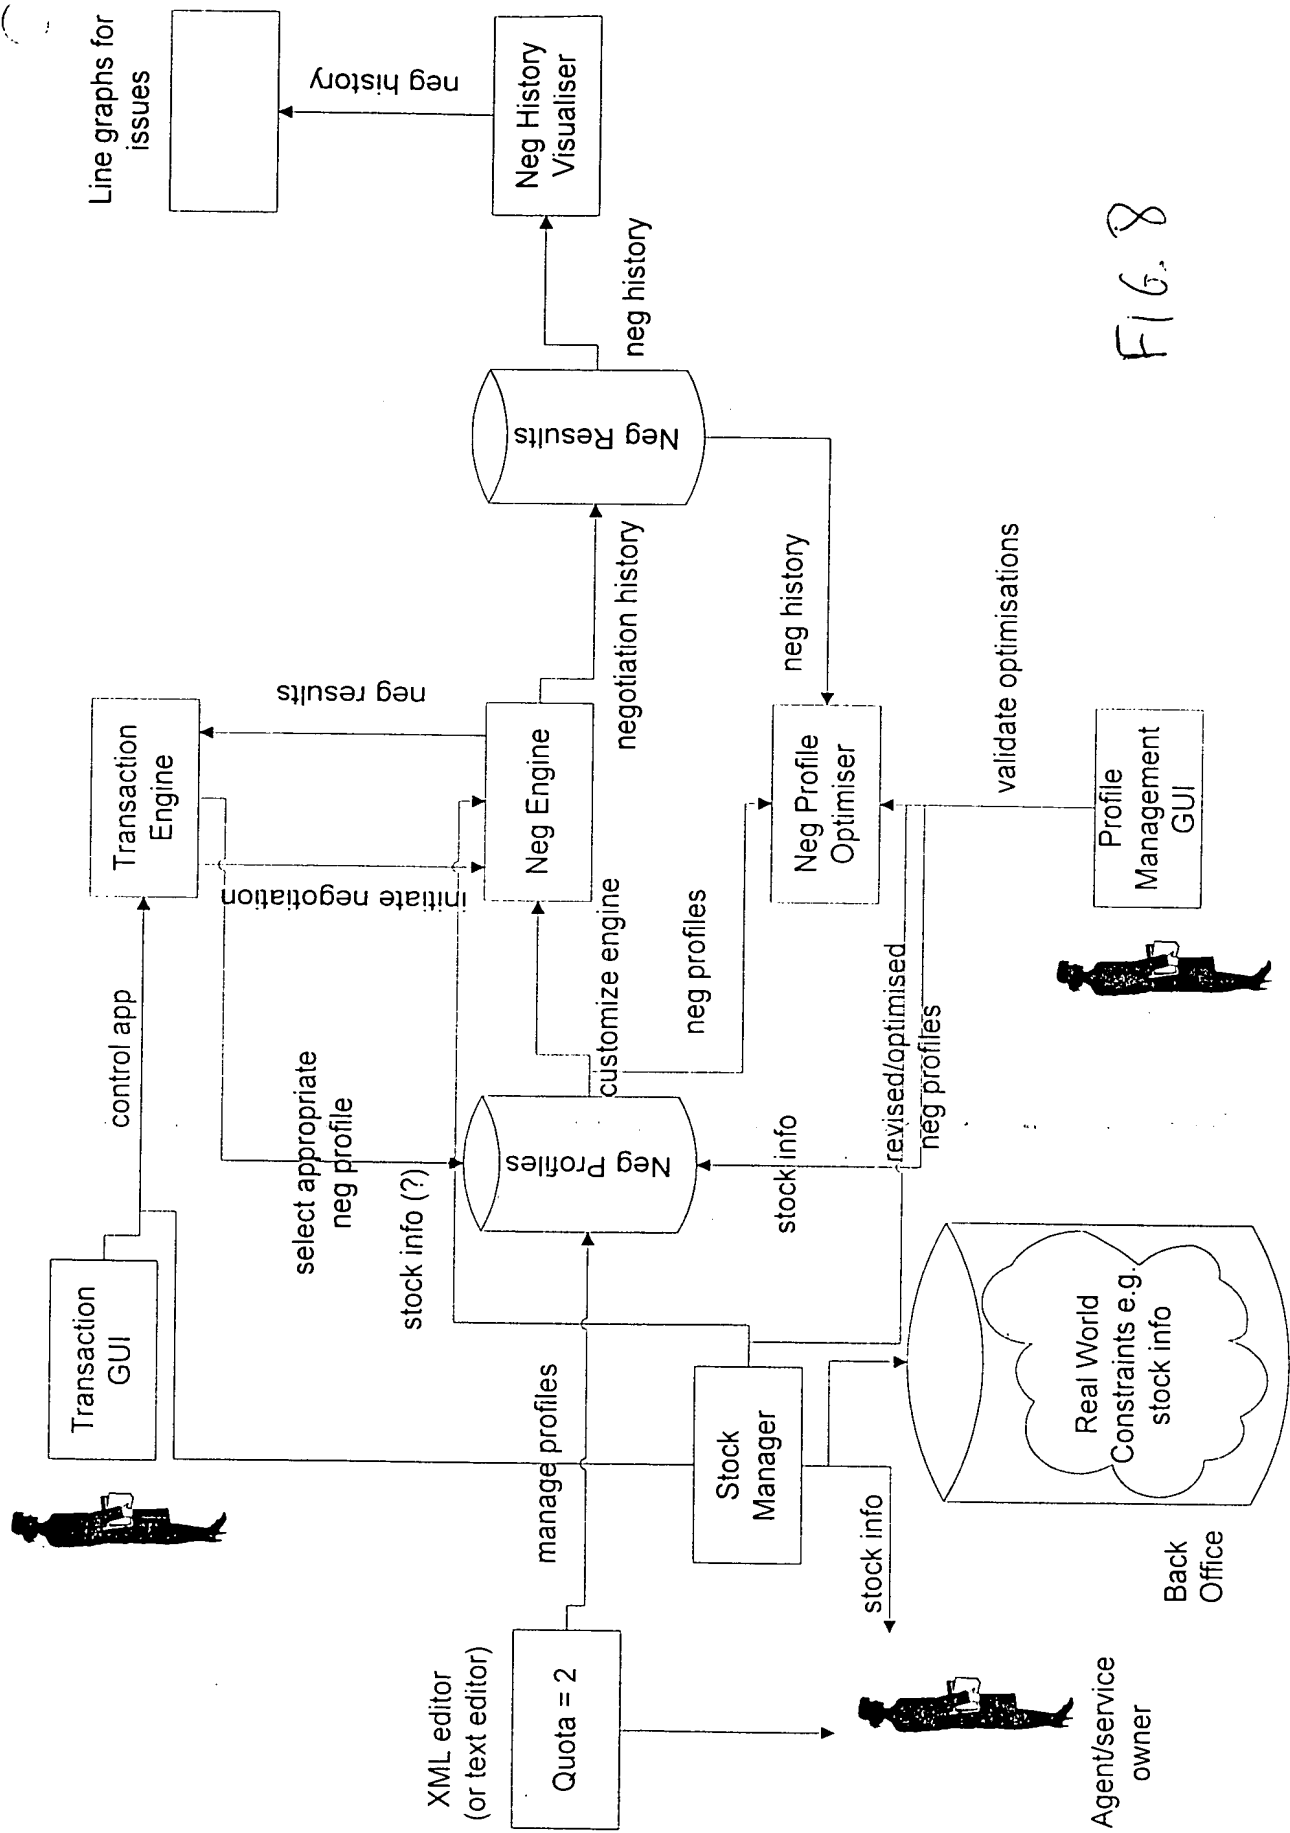 Transaction
GUI
control app
Transaction
Engine
Line graphs for
issues
select appropriate
neg profile
initiate negotiation
neg results
neg history
XML editor
(or text editor)
Quota = 2
manage profiles
stock info (?)
Neg Profiles
customize engine
Neg Engine
negotiation history
Neg Results
neg history
Neg History
Visualiser
Stock
Manager
stock info
stock info
neg profiles
Neg Profile
Optimiser
neg history
revised/optimised
neg profiles
validate optimisations
Agent/service
owner
Back
Office
Real World
Constraints e.g.
stock info
Profile
Management
GUI
FIG. 8